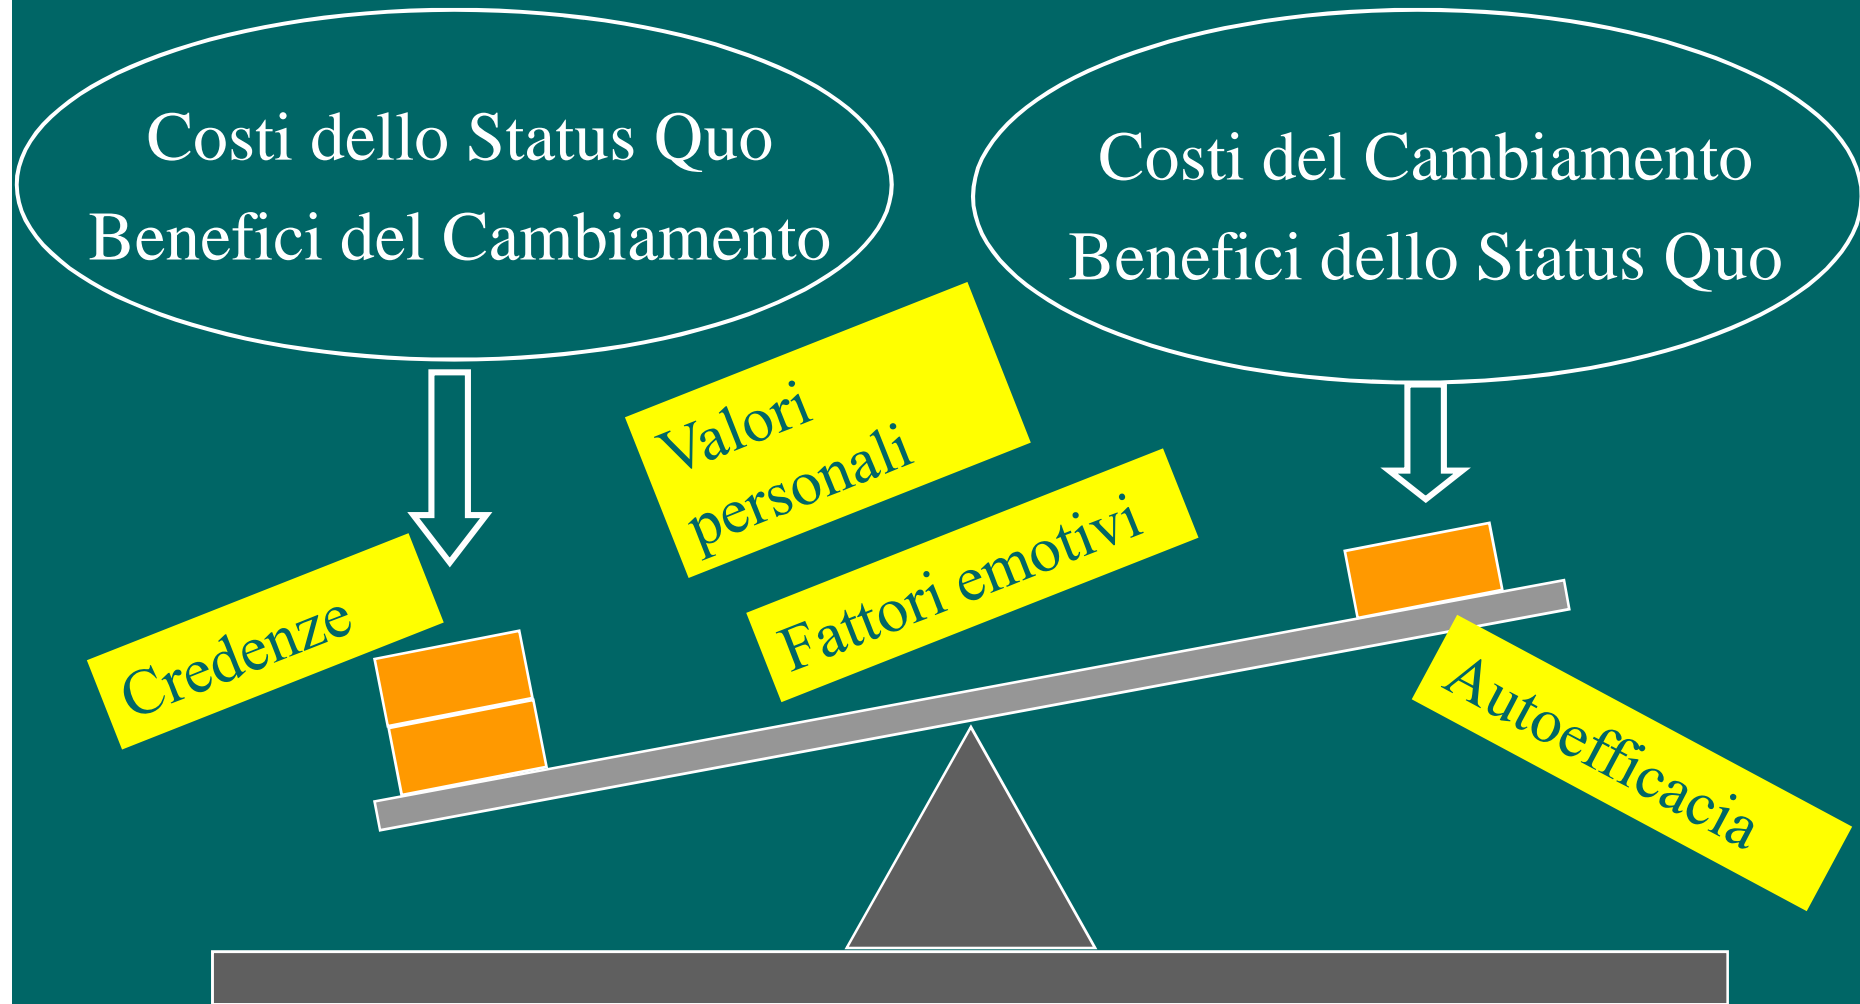 Costi dello Status Quo
Benefici del Cambiamento
Costi del Cambiamento
Benefici dello Status Quo
Valori
personali
Fattori emotivi
Credenze
Autoefficacia